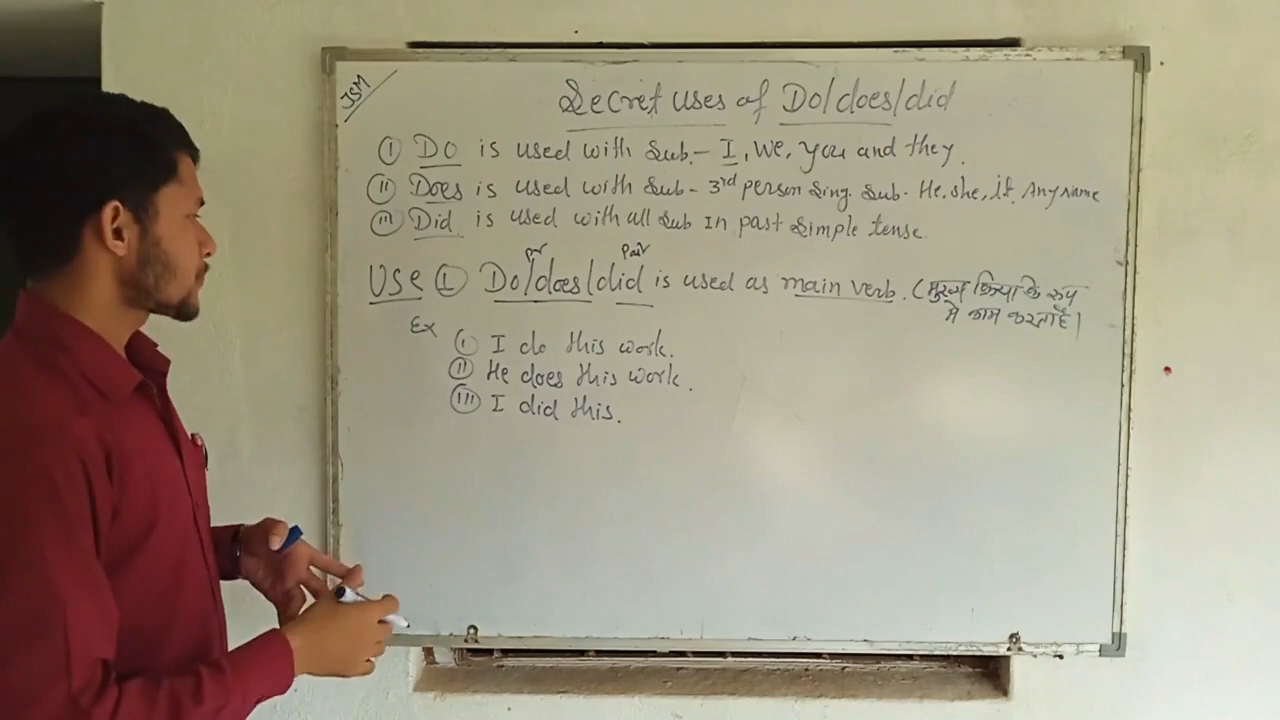 JSM
Secret uses of Do/does/did
(I) Do is used with Sub. - I, we, you and they.
(II) Does is used with Sub - 3rd person Sing. Sub - He, she, it, Any name
(III) Did is used with all Sub In past simple tense.
pr past
Use (I) Do/does/did is used as main verb. (मुख्य क्रिया के रूप
मे काम करता है।
Ex
(I) I do this work.
(II) He does this work.
(III) I did this.